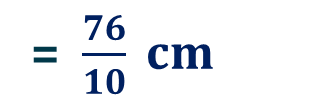 = 76/10 cm